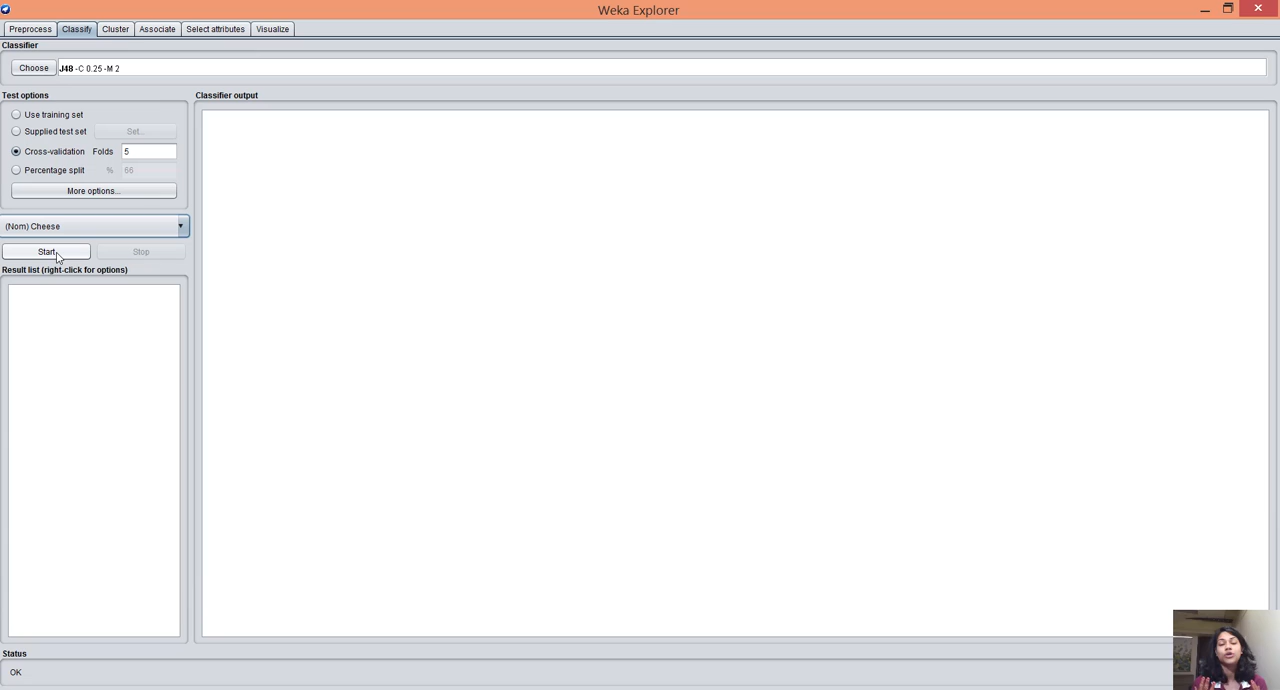 Weka Explorer
Preprocess Classify Cluster Associate Select attributes Visualize
Classifier
Choose J48 -C 0.25 -M 2
Test options
Classifier output
Use training set
Supplied test set Set...
Cross-validation Folds 5
Percentage split % 66
More options...
(Nom) Cheese
Start Stop
Result list (right-click for options)
Status
OK